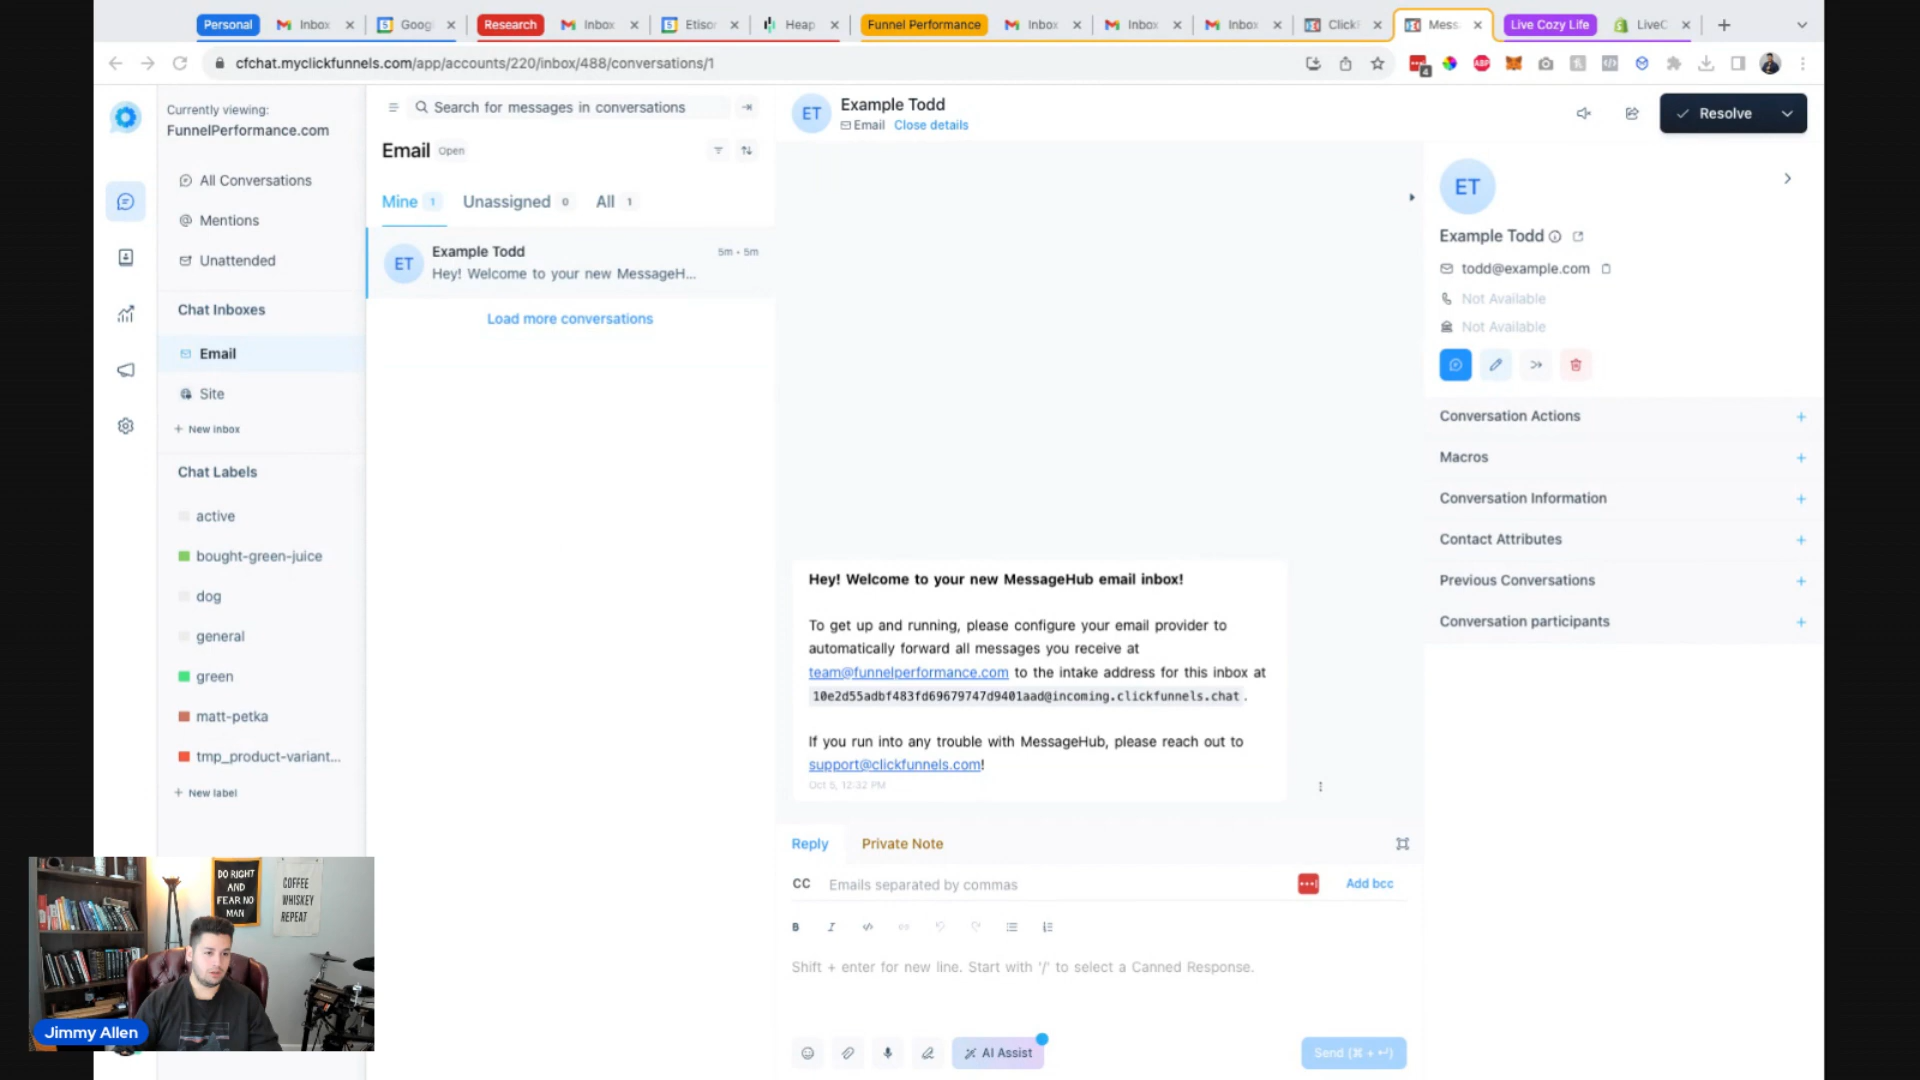 Personal
Inbox
Googl
Research
Inbox
Etisor
Heap
Funnel Performance
Inbox
Inbox
Inbox
Click
Mess
Live Cozy Life
LiveC
cfchat.myclickfunnels.com/app/accounts/220/inbox/488/conversations/1
Currently viewing:
FunnelPerformance.com
All Conversations
Mentions
Unattended
Chat Inboxes
Email
Site
+ New inbox
Chat Labels
active
bought-green-juice
dog
general
green
matt-petka
tmp_product-variant...
+ New label
Search for messages in conversations
Email Open
Mine 1 Unassigned 0 All 1
ET
Example Todd 5m • 5m
Hey! Welcome to your new MessageH...
Load more conversations
ET
Example Todd
Email Close details
Resolve
Hey! Welcome to your new MessageHub email inbox!
To get up and running, please configure your email provider to
automatically forward all messages you receive at
team@funnelperformance.com to the intake address for this inbox at
10e2d55adbf483fd69679747d9401aad@incoming.clickfunnels.chat.
If you run into any trouble with MessageHub, please reach out to
support@clickfunnels.com!
Oct 5, 12:32 PM
Reply Private Note
CC Emails separated by commas Add bcc
Shift + enter for new line. Start with '/' to select a Canned Response.
AI Assist
Send (⌘ + ↵)
ET
Example Todd
todd@example.com
Not Available
Not Available
Conversation Actions +
Macros +
Conversation Information +
Contact Attributes +
Previous Conversations +
Conversation participants +
DO RIGHT
AND
FEAR NO
MAN
COFFEE
WHISKEY
REPEAT
Jimmy Allen